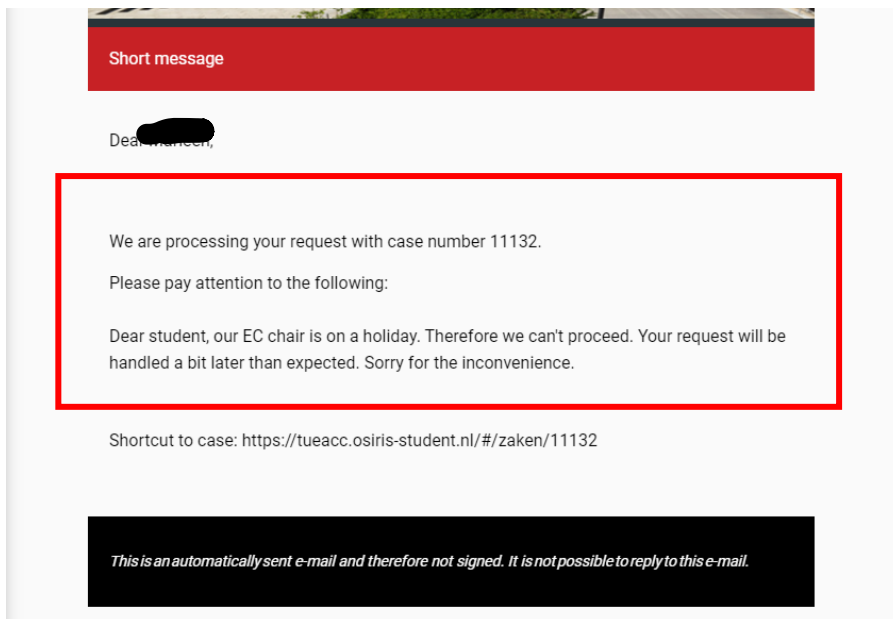 Short message
Dear
We are processing your request with case number 11132.
Please pay attention to the following:
Dear student, our EC chair is on a holiday. Therefore we can't proceed. Your request will be
handled a bit later than expected. Sorry for the inconvenience.
Shortcut to case: https://tueacc.osiris-student.nl/#/zaken/11132
This is an automatically sent e-mail and therefore not signed. It is not possible to reply to this e-mail.